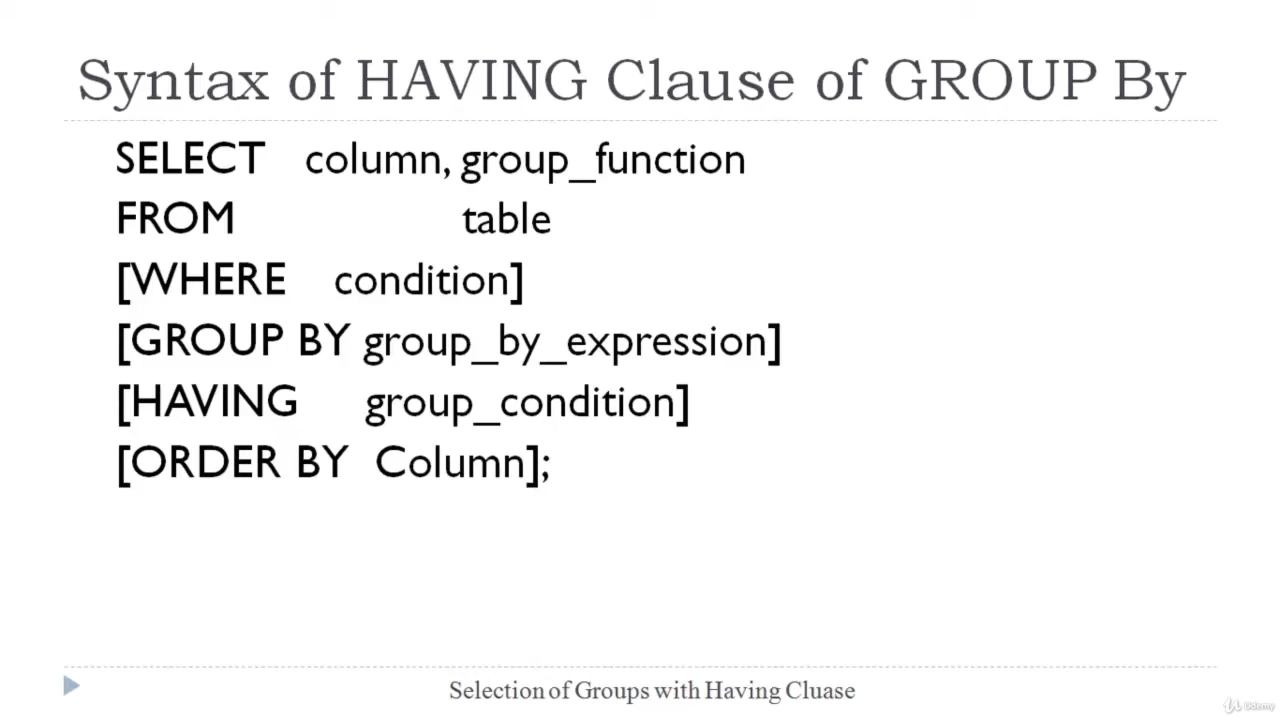 Syntax of HAVING Clause of GROUP By
SELECT column, group_function
FROM table
[WHERE condition]
[GROUP BY group_by_expression]
[HAVING group_condition]
[ORDER BY Column];
Selection of Groups with Having Cluase
Udemy